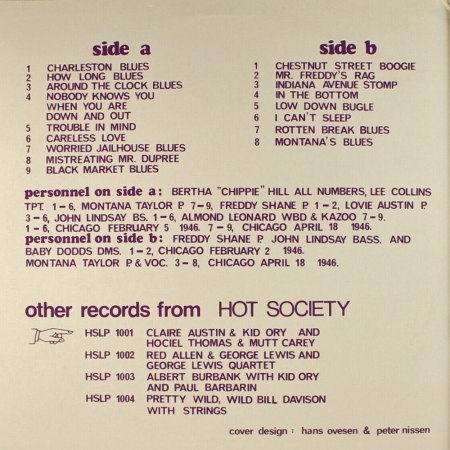 side a
1 CHARLESTON BLUES
2 HOW LONG BLUES
3 AROUND THE CLOCK BLUES
4 NOBODY KNOWS YOU
WHEN YOU ARE
DOWN AND OUT
5 TROUBLE IN MIND
6 CARELESS LOVE
7 WORRIED JAILHOUSE BLUES
8 MISTREATING MR. DUPREE
9 BLACK MARKET BLUES
side b
1 CHESTNUT STREET BOOGIE
2 MR. FREDDY'S RAG
3 INDIANA AVENUE STOMP
4 IN THE BOTTOM
5 LOW DOWN BUGLE
6 I CAN'T SLEEP
7 ROTTEN BREAK BLUES
8 MONTANA'S BLUES
personnel on side a: BERTHA "CHIPPIE" HILL ALL NUMBERS, LEE COLLINS
TPT 1-6, MONTANA TAYLOR P. 7-9, FREDDY SHANE P. 1-2, LOVIE AUSTIN P.
3-6, JOHN LINDSAY BS. 1-6, ALMOND LEONARD WBD & KAZOO 7-9.
1-6, CHICAGO FEBRUARY 5 1946. 7-9, CHICAGO APRIL 18 1946.
personnel on side b: FREDDY SHANE P. JOHN LINDSAY BASS. AND
BABY DODDS DMS. 1-2, CHICAGO FEBRUARY 2 1946.
MONTANA TAYLOR P & VOC. 3-8, CHICAGO APRIL 18 1946.
other records from HOT SOCIETY
HSLP 1001 CLAIRE AUSTIN & KID ORY AND
HOCIEL THOMAS & MUTT CAREY
HSLP 1002 RED ALLEN & GEORGE LEWIS AND
GEORGE LEWIS QUARTET
HSLP 1003 ALBERT BURBANK WITH KID ORY
AND PAUL BARBARIN
HSLP 1004 PRETTY WILD, WILD BILL DAVISON
WITH STRINGS
cover design : hans ovesen & peter nissen